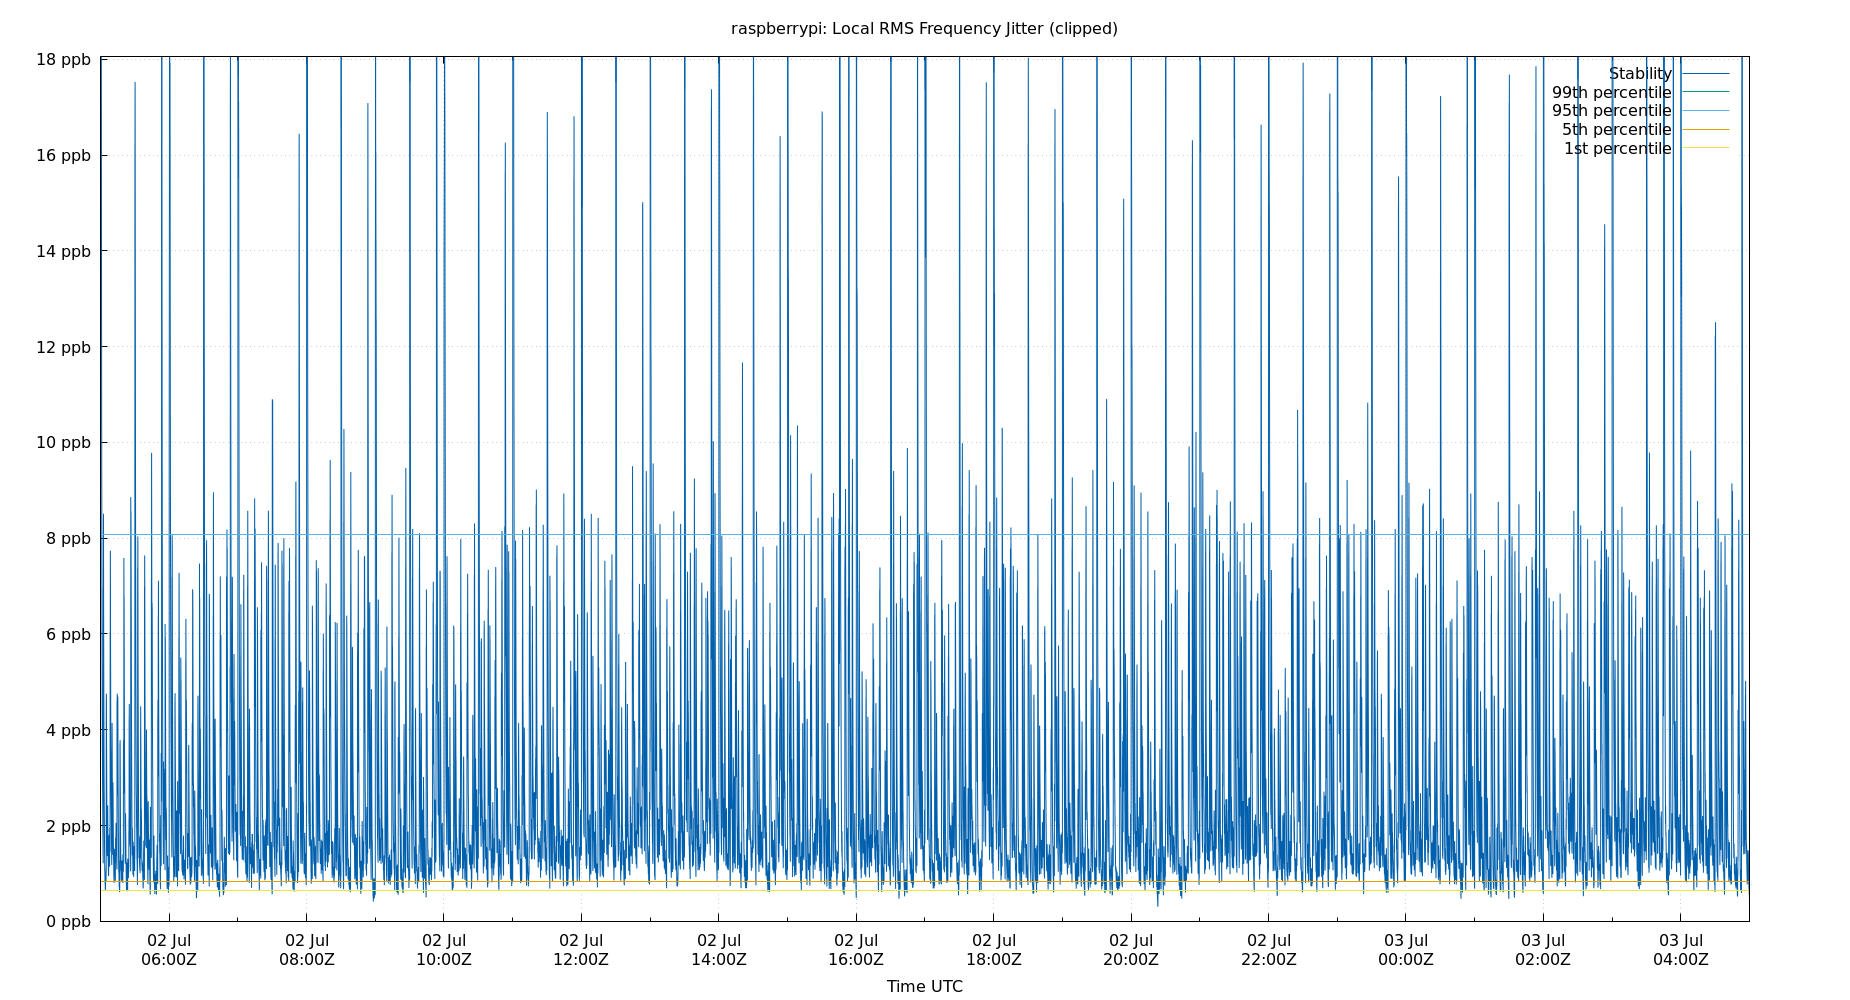 raspberrypi: Local RMS Frequency Jitter (clipped)
18 ppb
16 ppb
14 ppb
12 ppb
10 ppb
8 ppb
6 ppb
4 ppb
2 ppb
0 ppb
Stability
99th percentile
95th percentile
5th percentile
1st percentile
02 Jul 02 Jul 02 Jul 02 Jul 02 Jul 02 Jul 02 Jul 02 Jul 02 Jul 03 Jul 03 Jul 03 Jul
06:00Z 08:00Z 10:00Z 12:00Z 14:00Z 16:00Z 18:00Z 20:00Z 22:00Z 00:00Z 02:00Z 04:00Z
Time UTC